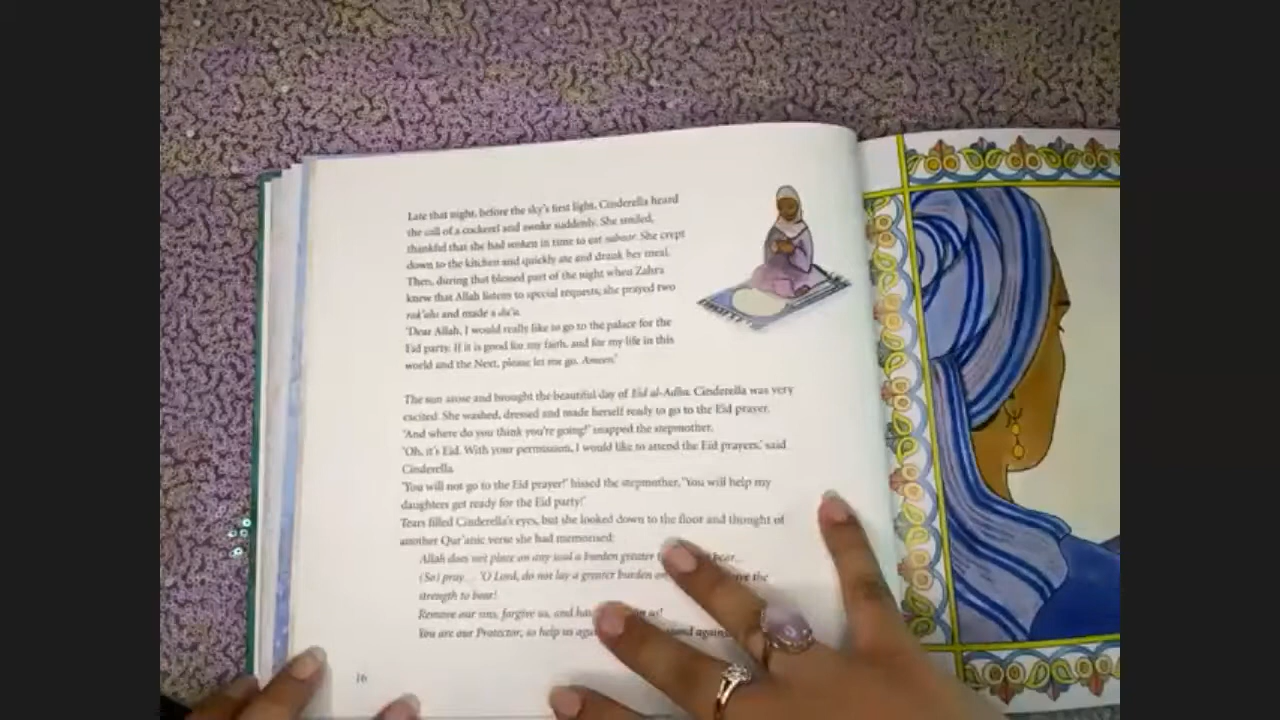 Late that night, before the sky's first light, Cinderella heard
the call of a cockerel and awoke suddenly. She smiled,
thankful that she had woken in time to eat suhoor. She crept
down to the kitchen and quickly ate and drank her meal.
Then, during that blessed part of the night when Zahra
knew that Allah listens to special requests, she prayed two
rak'ahs and made a du'a.
'Dear Allah, I would really like to go to the palace for the
Eid party. If it is good for my faith, and for my life in this
world and the Next, please let me go. Ameen.'
The sun arose and brought the beautiful day of Eid al-Adha. Cinderella was very
excited. She washed, dressed and made herself ready to go to the Eid prayer.
'And where do you think you're going?' snapped the stepmother.
'Oh, it's Eid. With your permission, I would like to attend the Eid prayers,' said
Cinderella.
'You will not go to the Eid prayer!' hissed the stepmother, 'You will help my
daughters get ready for the Eid party!'
Tears filled Cinderella's eyes, but she looked down to the floor and thought of
another Qur'anic verse she had memorised:
Allah does not place on any soul a burden greater bear...
(So) pray... 'O Lord, do not lay a greater burden on the
strength to bear!
Remove our sins, forgive us, and us!
You are our Protector, so help us against
16